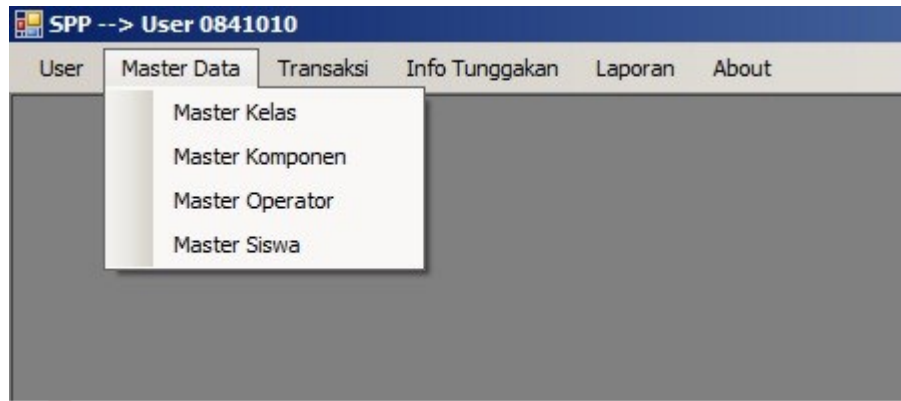 SPP --> User 0841010
User Master Data Transaksi Info Tunggakan Laporan About
Master Kelas
Master Komponen
Master Operator
Master Siswa